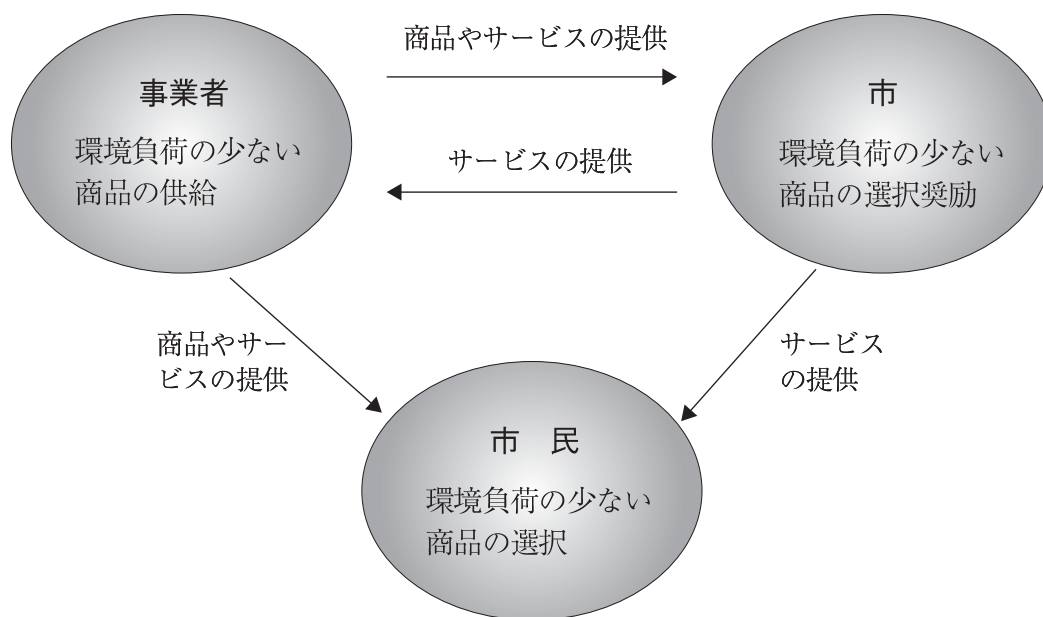 商品やサービスの提供
事業者
環境負荷の少ない
商品の供給
市
環境負荷の少ない
商品の選択奨励
サービスの提供
商品やサー
ビスの提供
サービス
の提供
市　民
環境負荷の少ない
商品の選択